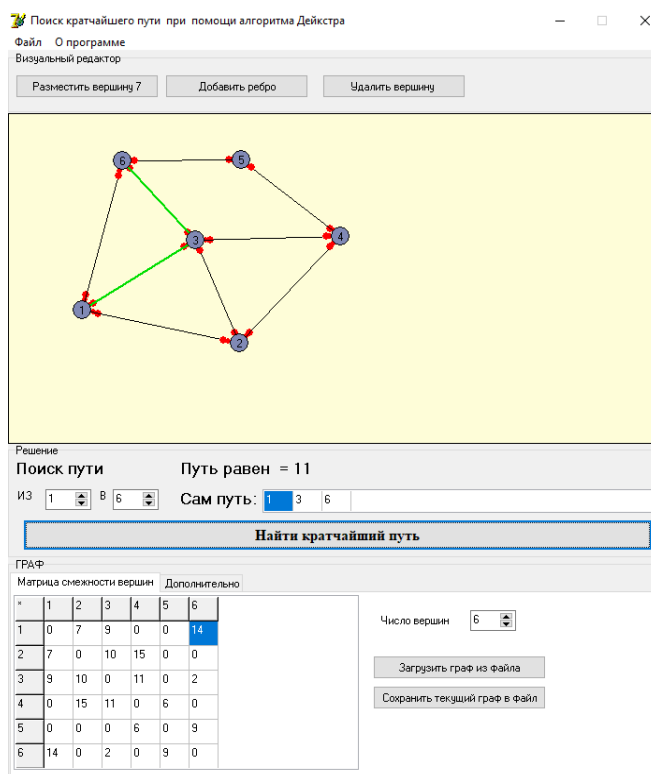 Поиск кратчайшего пути при помощи алгоритма Дейкстра
Файл О программе
Визуальный редактор
Разместить вершину 7 Добавить ребро Удалить вершину
6 5
3 4
1
2
Решение
Поиск пути Путь равен = 11
ИЗ 1 В 6 Сам путь: 1 3 6
Найти кратчайший путь
ГРАФ
Матрица смежности вершин Дополнительно
* 1 2 3 4 5 6
1 0 7 9 0 0 14
2 7 0 10 15 0 0
3 9 10 0 11 0 2
4 0 15 11 0 6 0
5 0 0 0 6 0 9
6 14 0 2 0 9 0
Число вершин 6
Загрузить граф из файла
Сохранить текущий граф в файл